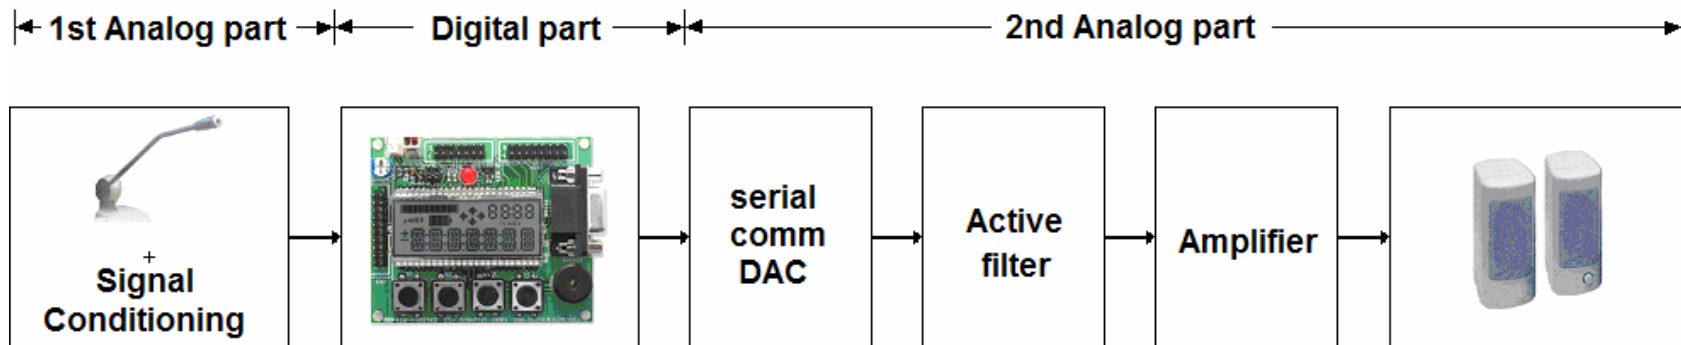 1st Analog part
Digital part
2nd Analog part
+
Signal
Conditioning
serial
comm
DAC
Active
filter
Amplifier